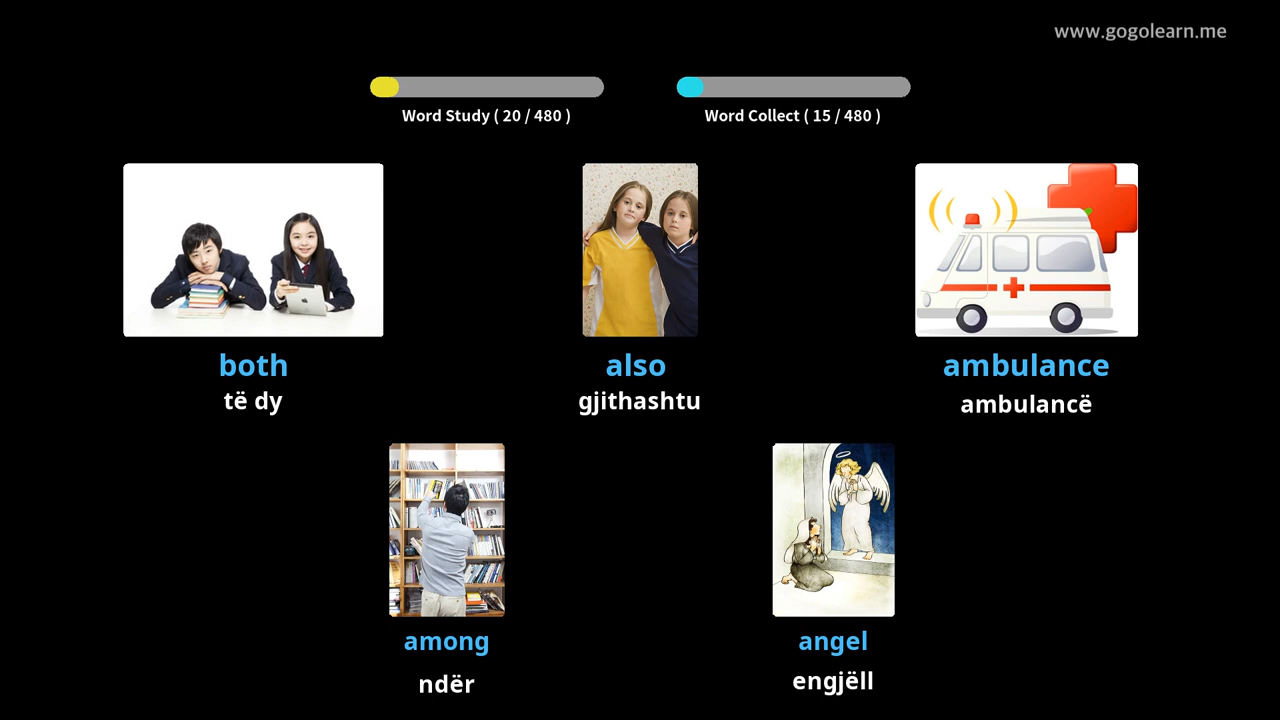 www.gogolearn.me
Word Study ( 20 / 480 )
Word Collect ( 15 / 480 )
both
të dy
also
gjithashtu
ambulance
ambulancë
among
ndër
angel
engjëll